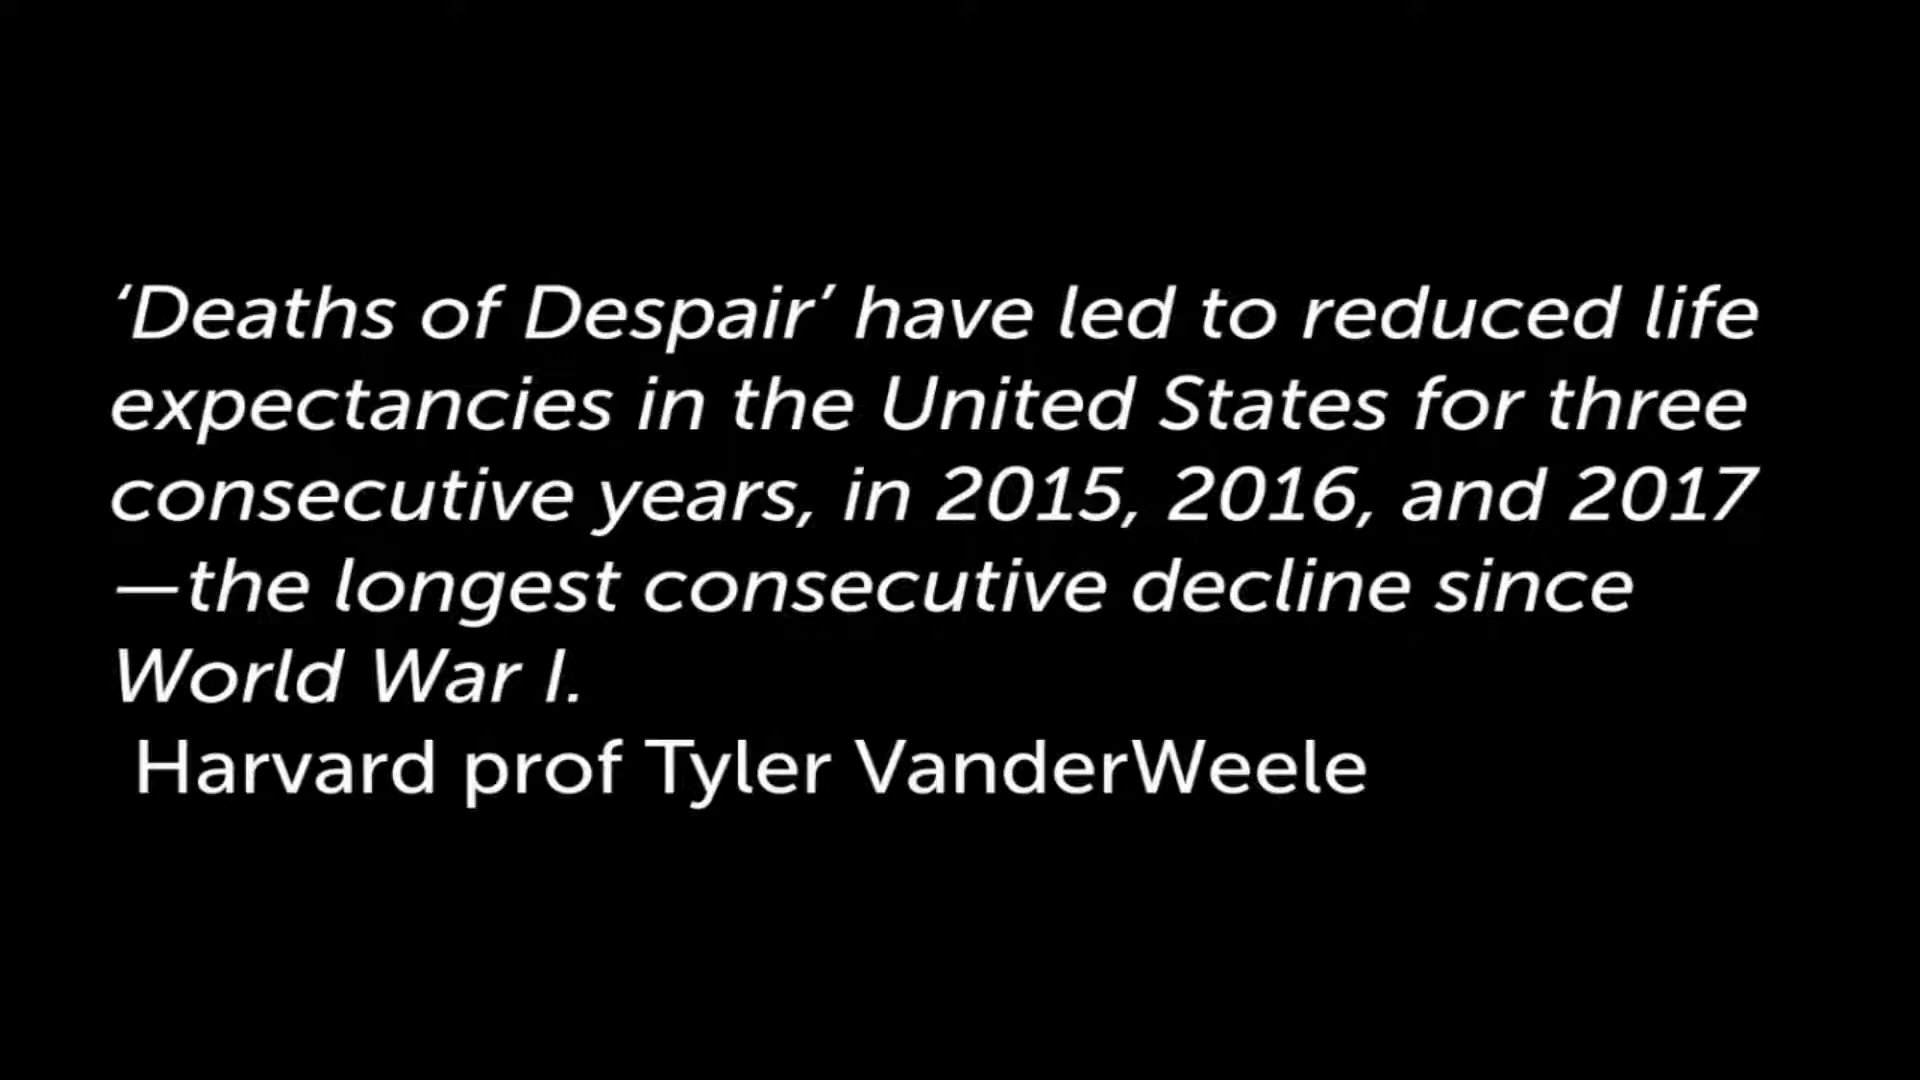 ‘Deaths of Despair’ have led to reduced life
expectancies in the United States for three
consecutive years, in 2015, 2016, and 2017
—the longest consecutive decline since
World War I.
Harvard prof Tyler VanderWeele